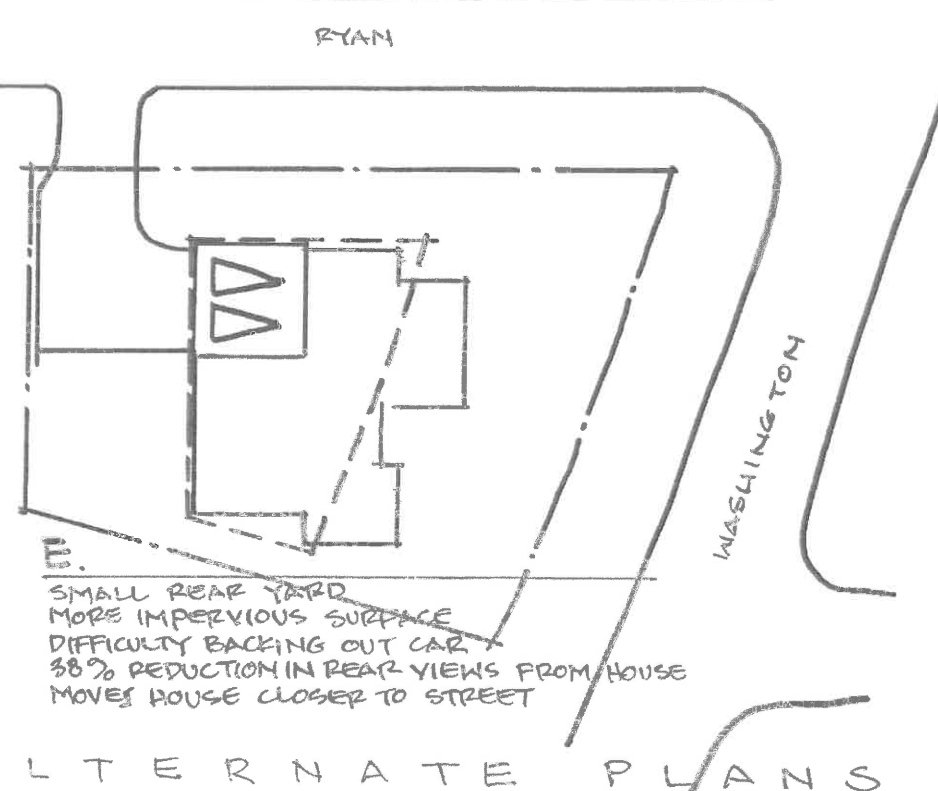 RYAN
WASHINGTON
E.
SMALL REAR YARD
MORE IMPERVIOUS SURFACE
DIFFICULTY BACKING OUT CAR
38% REDUCTION IN REAR VIEWS FROM HOUSE
MOVES HOUSE CLOSER TO STREET
LTERNATE PLANS